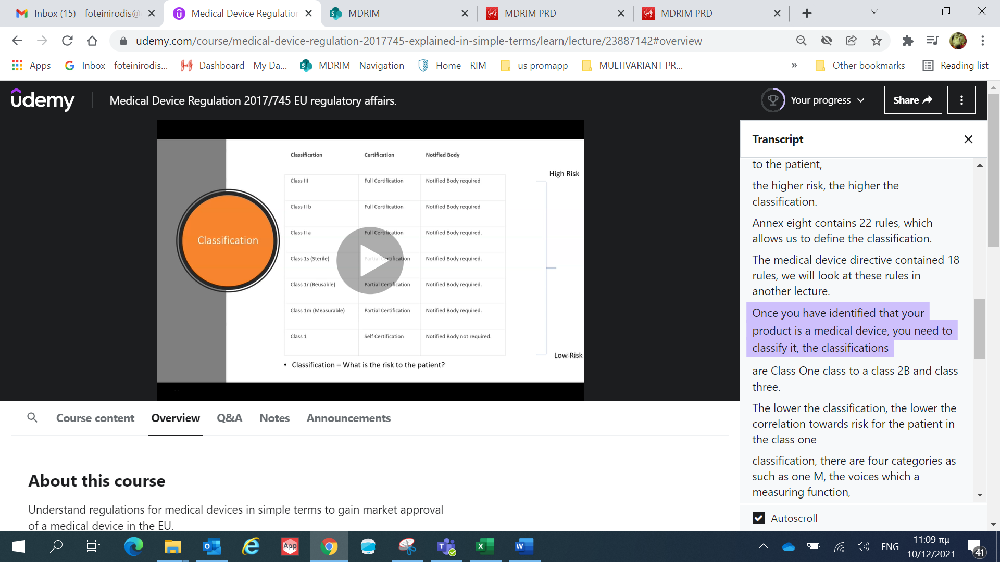 Inbox (15) - foteinirodis@
Medical Device Regulation
MDRIM
MDRIM PRD
MDRIM PRD
udemy.com/course/medical-device-regulation-2017745-explained-in-simple-terms/learn/lecture/23887142#overview
Apps
Inbox - foteinirodis...
Dashboard - My Da...
MDRIM - Navigation
Home - RIM
us promapp
MULTIVARIANT PR...
»
Other bookmarks
Reading list
udemy
Medical Device Regulation 2017/745 EU regulatory affairs.
Your progress
Share
Classification
Classification Certification Notified Body
High Risk
Class III Full Certification Notified Body required
Class II b Full Certification Notified Body required
Class II a Full Certification Notified Body required.
Class 1s (Sterile) Partial Certification Notified Body required.
Class 1r (Reusable) Partial Certification Notified Body required.
Class 1m (Measurable) Partial Certification Notified Body required.
Class 1 Self Certification Notified Body not required.
Low Risk
• Classification – What is the risk to the patient?
Transcript
to the patient,
the higher risk, the higher the
classification.
Annex eight contains 22 rules, which
allows us to define the classification.
The medical device directive contained 18
rules, we will look at these rules in
another lecture.
Once you have identified that your
product is a medical device, you need to
classify it, the classifications
are Class One class to a class 2B and class
three.
The lower the classification, the lower the
correlation towards risk for the patient in
the class one
classification, there are four categories as
such as one M, the voices which a
measuring function,
Autoscroll
Course content
Overview
Q&A
Notes
Announcements
About this course
Understand regulations for medical devices in simple terms to gain market approval
of a medical device in the EU.
App
ENG
11:09 πμ
10/12/2021
41